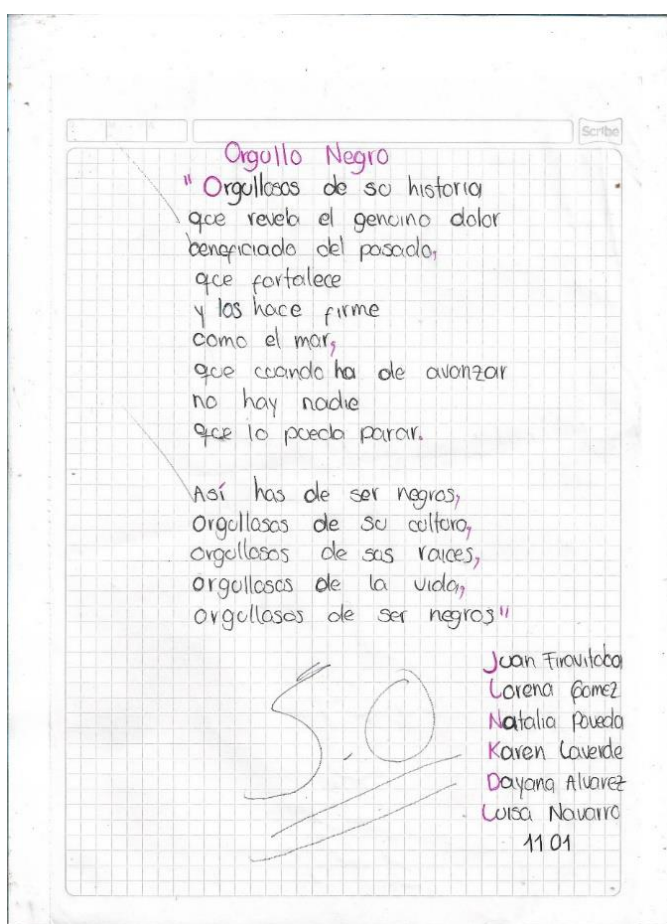 Scribe
Orgullo Negro
"Orgullosos de su historia
que revela el genuino dolor
beneficiado del pasado,
que fortalece
y los hace firme
como el mar,
que cuando ha de avanzar
no hay nadie
que lo pueda parar.
Así has de ser negros,
orgullosos de su cultura,
orgullosos de sus raices,
orgullosos de la vida,
orgullosos de ser negros"
5.0
Juan Firavitoba
Lorena Gomez
Natalia Poveda
Karen Laverde
Dayana Alvarez
Luisa Navarro
1101